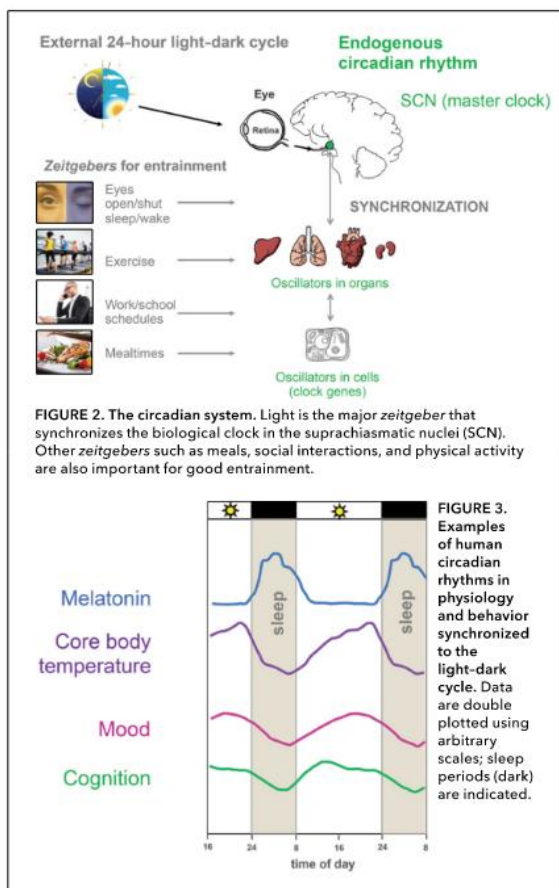 External 24-hour light–dark cycle
Endogenous
circadian rhythm
SCN (master clock)
Eye
Retina
Zeitgebers for entrainment
Eyes
open/shut
sleep/wake
SYNCHRONIZATION
Exercise
Oscillators in organs
Work/school
schedules
Mealtimes
Oscillators in cells
(clock genes)
FIGURE 2. The circadian system. Light is the major zeitgeber that
synchronizes the biological clock in the suprachiasmatic nuclei (SCN).
Other zeitgebers such as meals, social interactions, and physical activity
are also important for good entrainment.
Melatonin
Core body
temperature
Mood
Cognition
sleep
sleep
16 24 8 16 24 8
time of day
FIGURE 3.
Examples
of human
circadian
rhythms in
physiology
and behavior
synchronized
to the
light–dark
cycle. Data
are double
plotted using
arbitrary
scales; sleep
periods (dark)
are indicated.